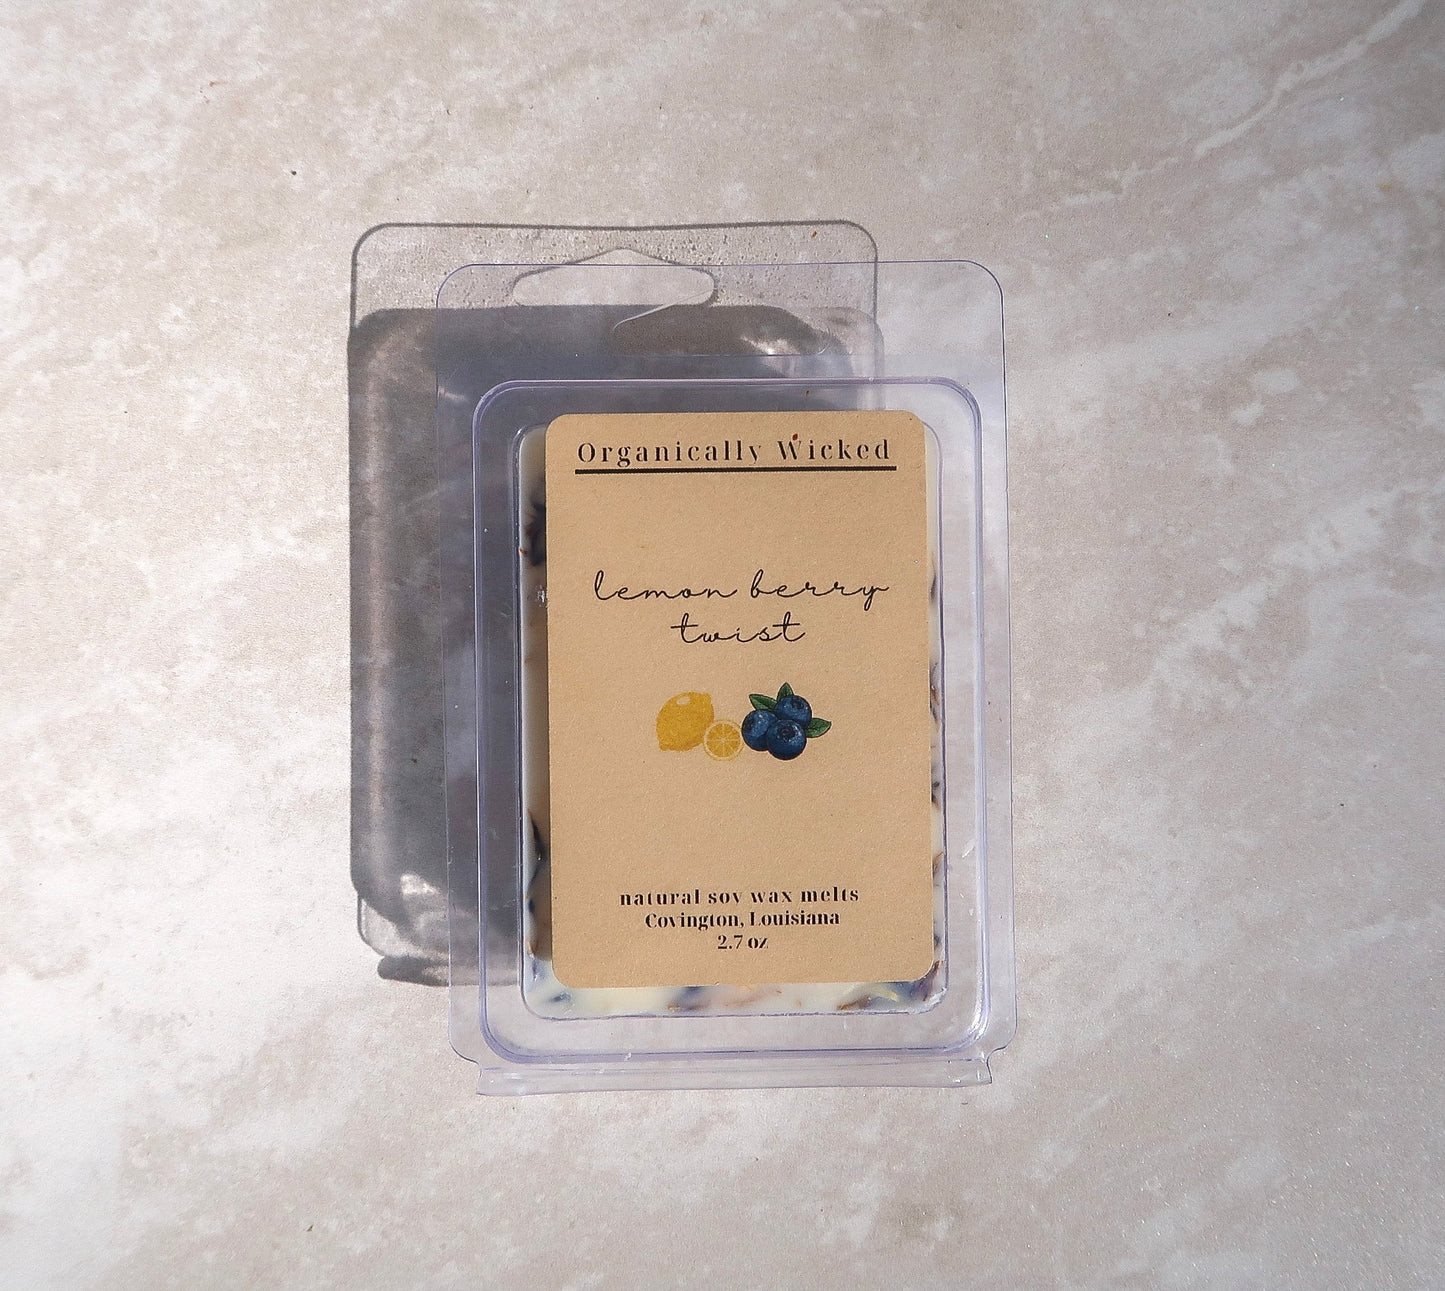 Organically Wicked
lemon berry
twist
natural soy wax melts
Covington, Louisiana
2.7 oz